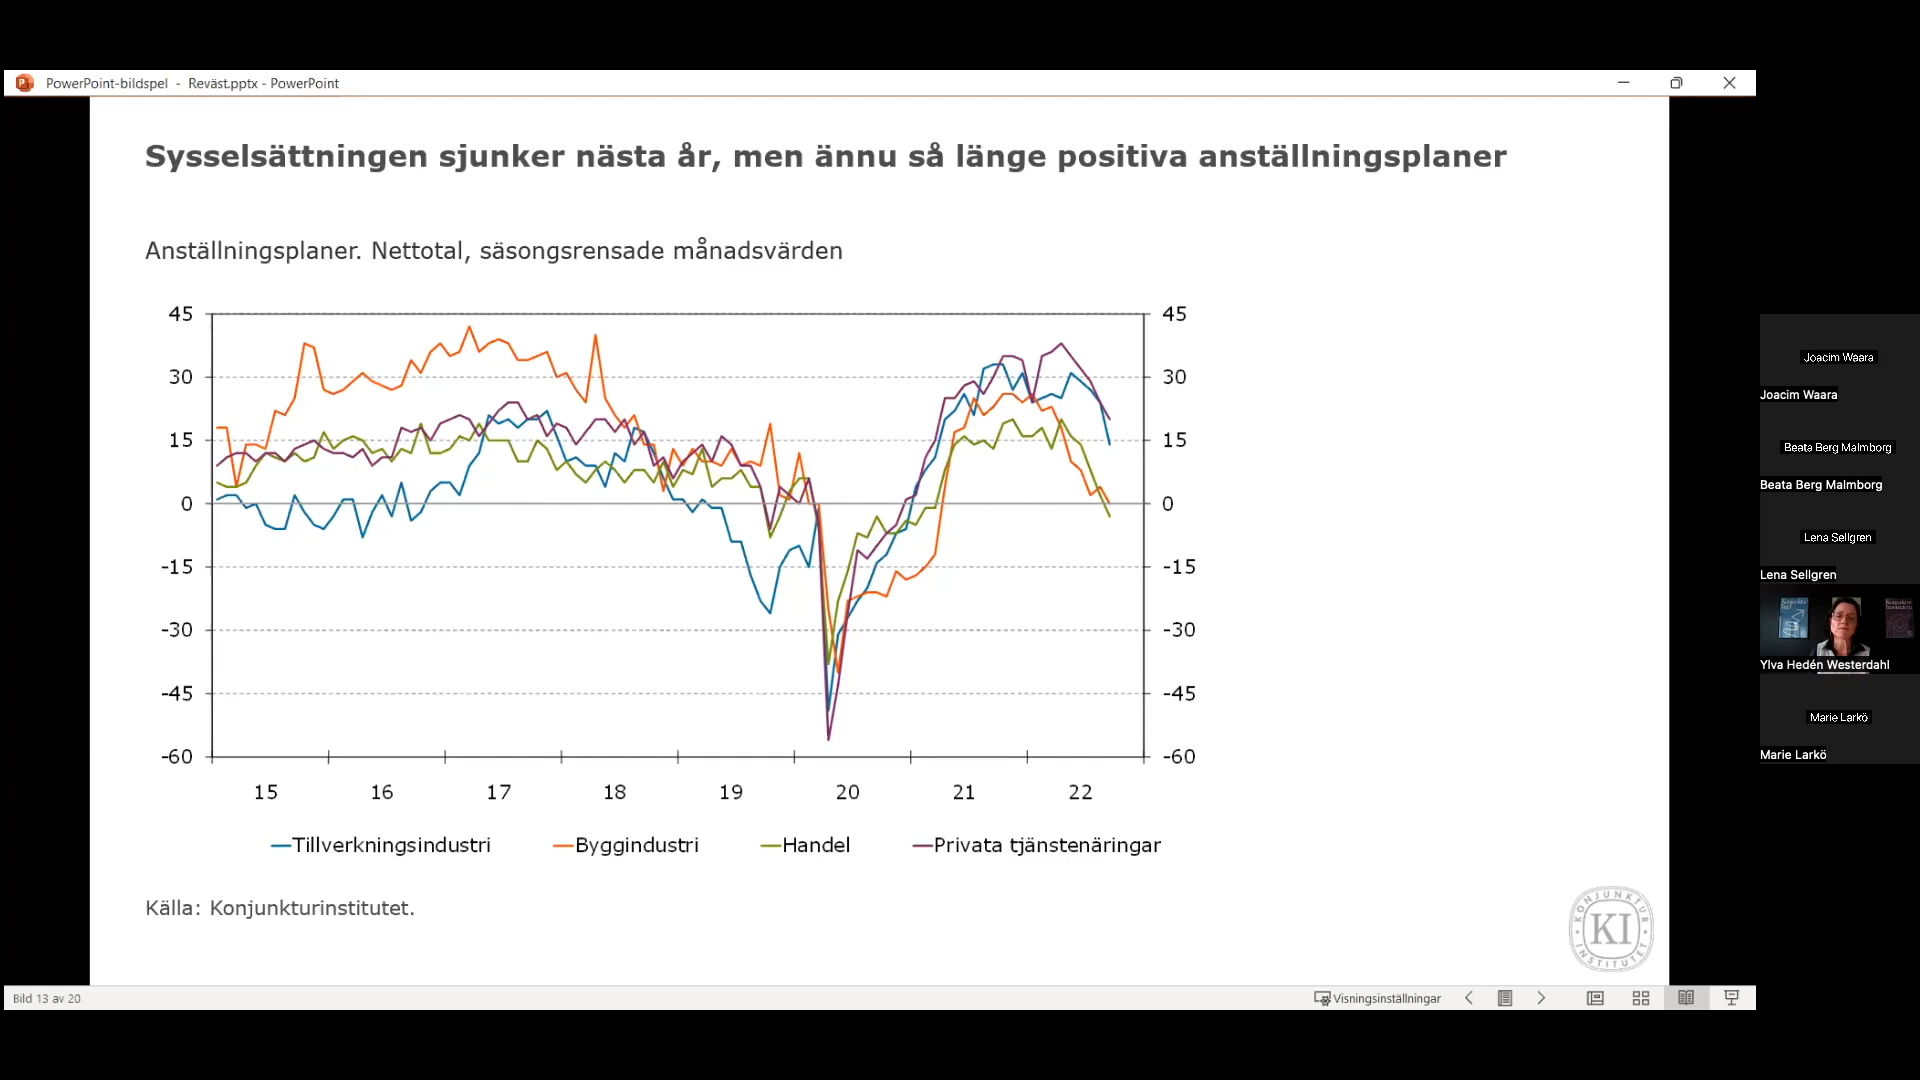 PowerPoint-bildspel - Reväst.pptx - PowerPoint
Sysselsättningen sjunker nästa år, men ännu så länge positiva anställningsplaner
Anställningsplaner. Nettotal, säsongsrensade månadsvärden
45 45
30 30
15 15
0 0
-15 -15
-30 -30
-45 -45
-60 -60
15 16 17 18 19 20 21 22
Tillverkningsindustri Byggindustri Handel Privata tjänstenäringar
Källa: Konjunkturinstitutet.
KONJUNKTUR
KI
INSTITUTET
Bild 13 av 20
Visningsinställningar
Joacim Waara
Joacim Waara
Beata Berg Malmborg
Beata Berg Malmborg
Lena Sellgren
Lena Sellgren
Ylva Hedén Westerdahl
Marie Larkö
Marie Larkö